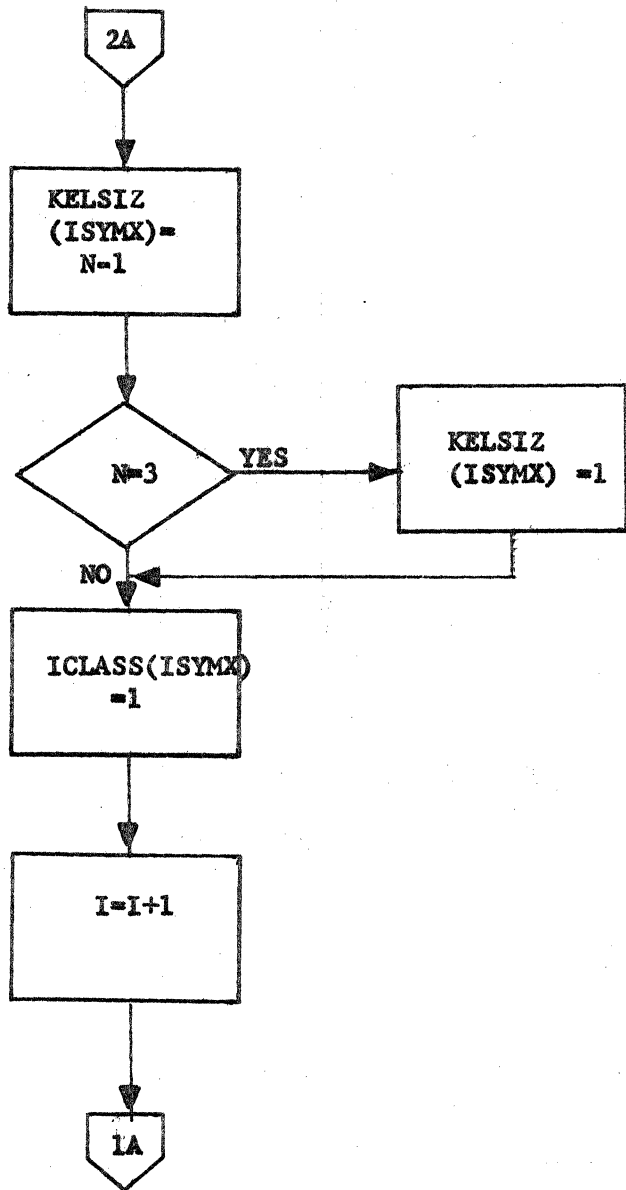 2A
KELSIZ
(ISYMX)=
N-1
N=3
YES
KELSIZ
(ISYMX) =1
NO
ICLASS(ISYMX)
=1
I=I+1
1A